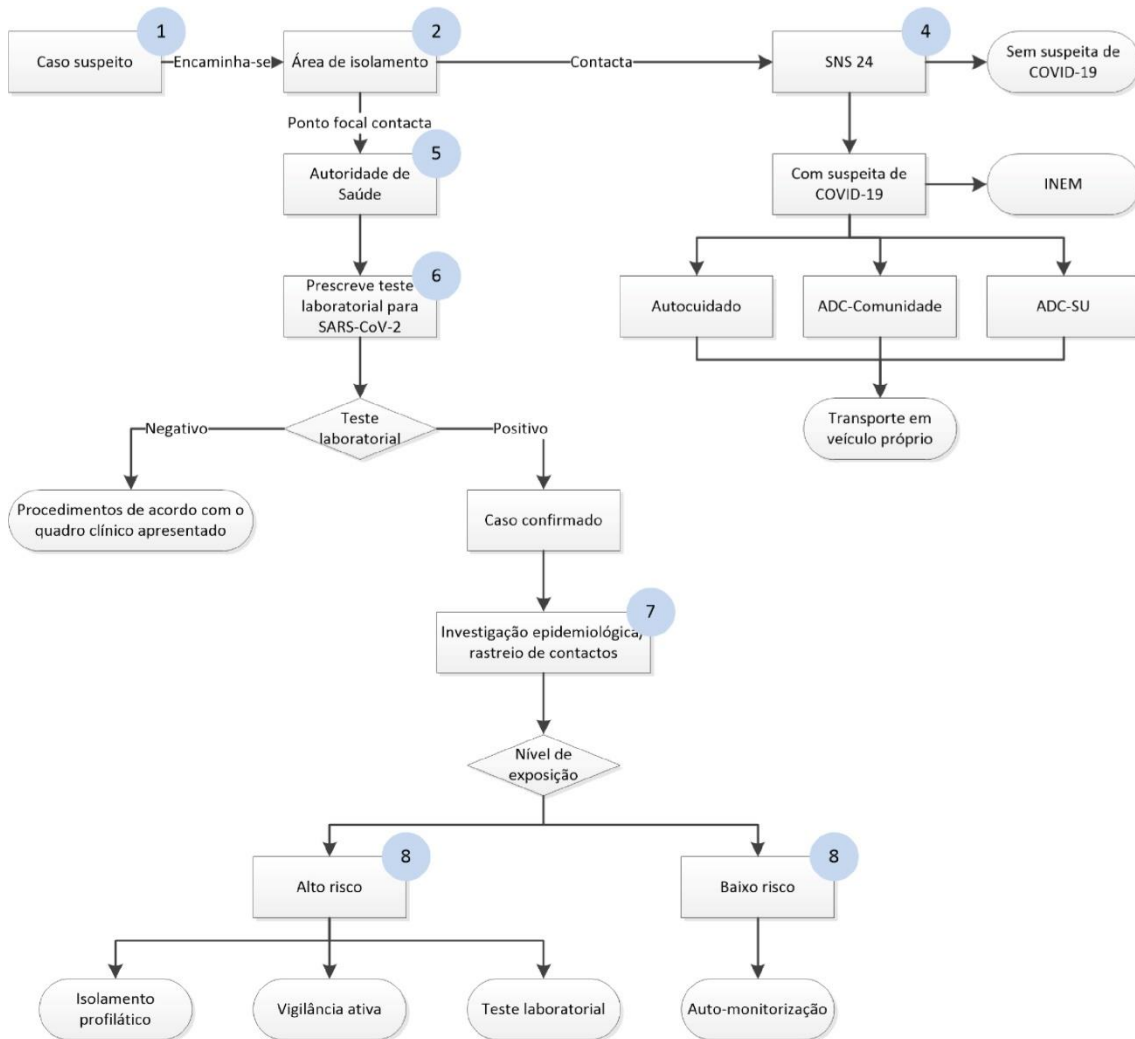 1
Caso suspeito
Encaminha-se
2
Área de isolamento
Contacta
4
SNS 24
Sem suspeita de
COVID-19
Ponto focal contacta
5
Autoridade de
Saúde
Com suspeita de
COVID-19
INEM
6
Prescreve teste
laboratorial para
SARS-CoV-2
Autocuidado
ADC-Comunidade
ADC-SU
Negativo
Teste
laboratorial
Positivo
Transporte em
veículo próprio
Procedimentos de acordo com o
quadro clínico apresentado
Caso confirmado
7
Investigação epidemiológica,
rastreio de contactos
Nível de
exposição
8
Alto risco
8
Baixo risco
Isolamento
profilático
Vigilância ativa
Teste laboratorial
Auto-monitorização